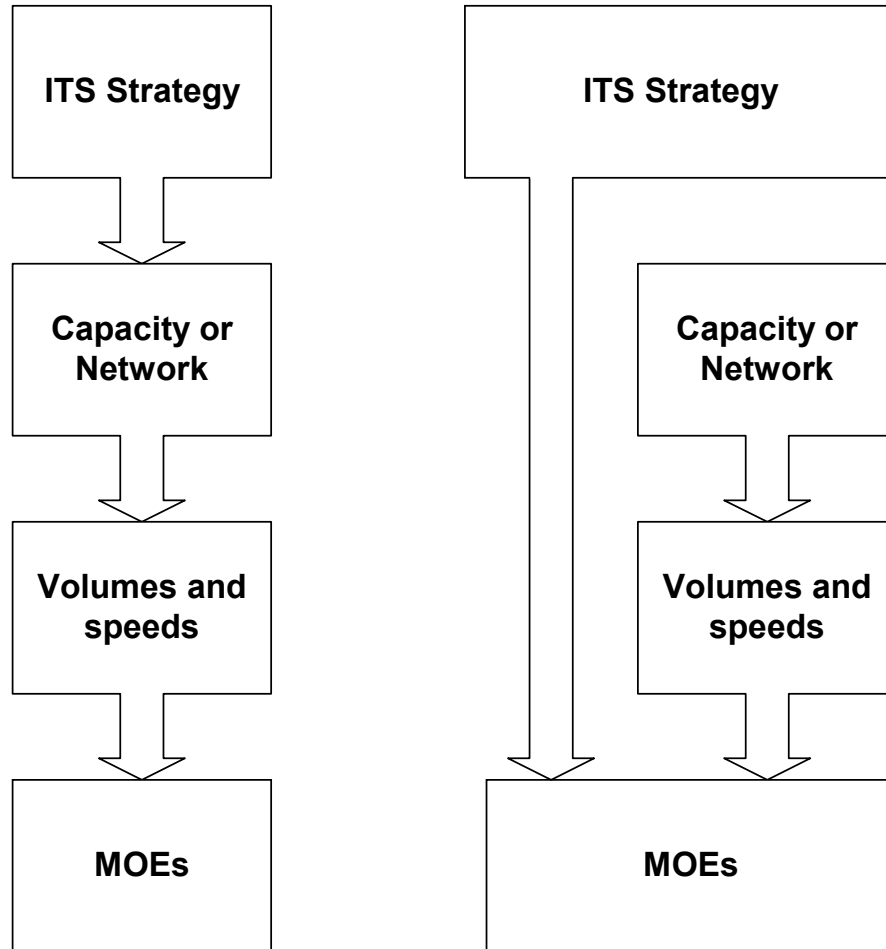 ITS Strategy
Capacity or
Network
Volumes and
speeds
MOEs
ITS Strategy
Capacity or
Network
Volumes and
speeds
MOEs